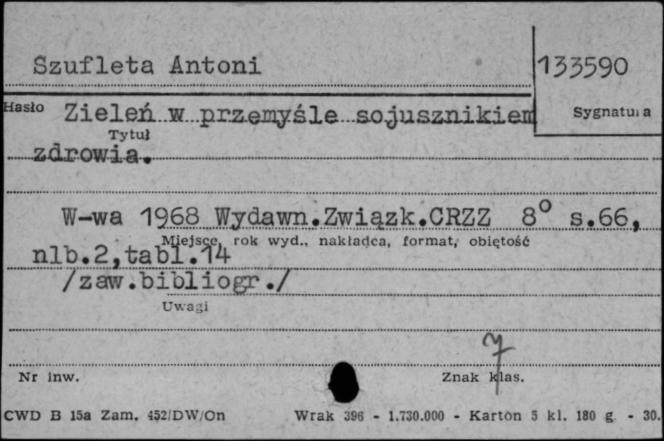 Szufleta Antoni
133590
Hasło
Zieleń w przemyśle sojusznikiem
Sygnatura
Tytuł
zdrowia.
W-wa 1968 Wydawn.Związk.CRZZ 8° s.66,
Miejsce, rok wyd., nakładca, format, objętość
nlb.2,tabl.14
/zaw.bibliogr./
Uwagi
7
Nr inw.
Znak klas.
CWD B 15a Zam. 452/DW/On Wrak 396 - 1.730.000 - Karton 5 kl. 180 g - 30.